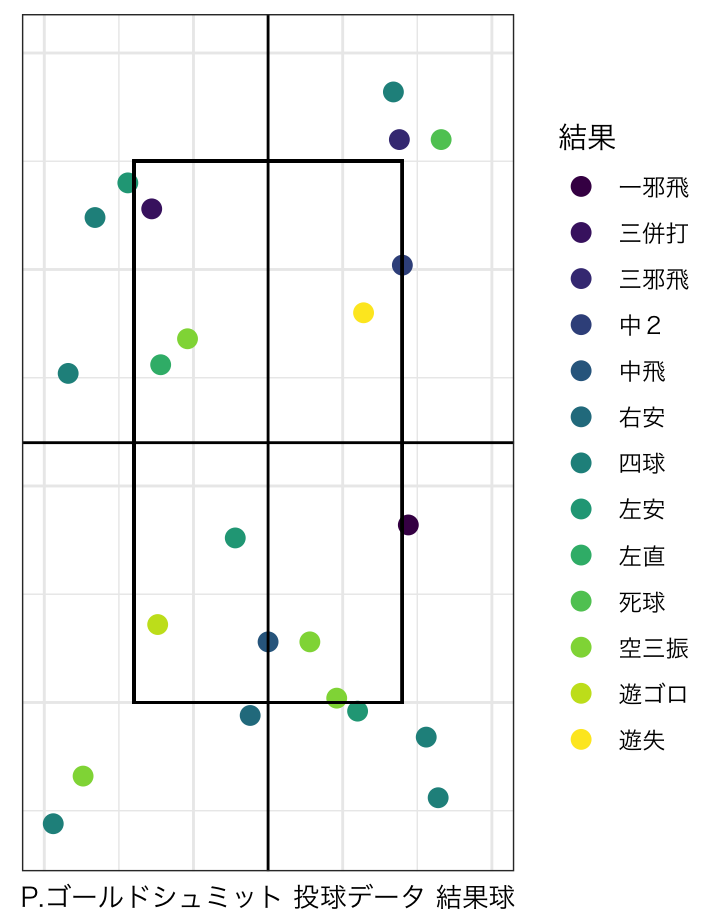 結果
一邪飛
三併打
三邪飛
中２
中飛
右安
四球
左安
左直
死球
空三振
遊ゴロ
遊失
P.ゴールドシュミット 投球データ 結果球